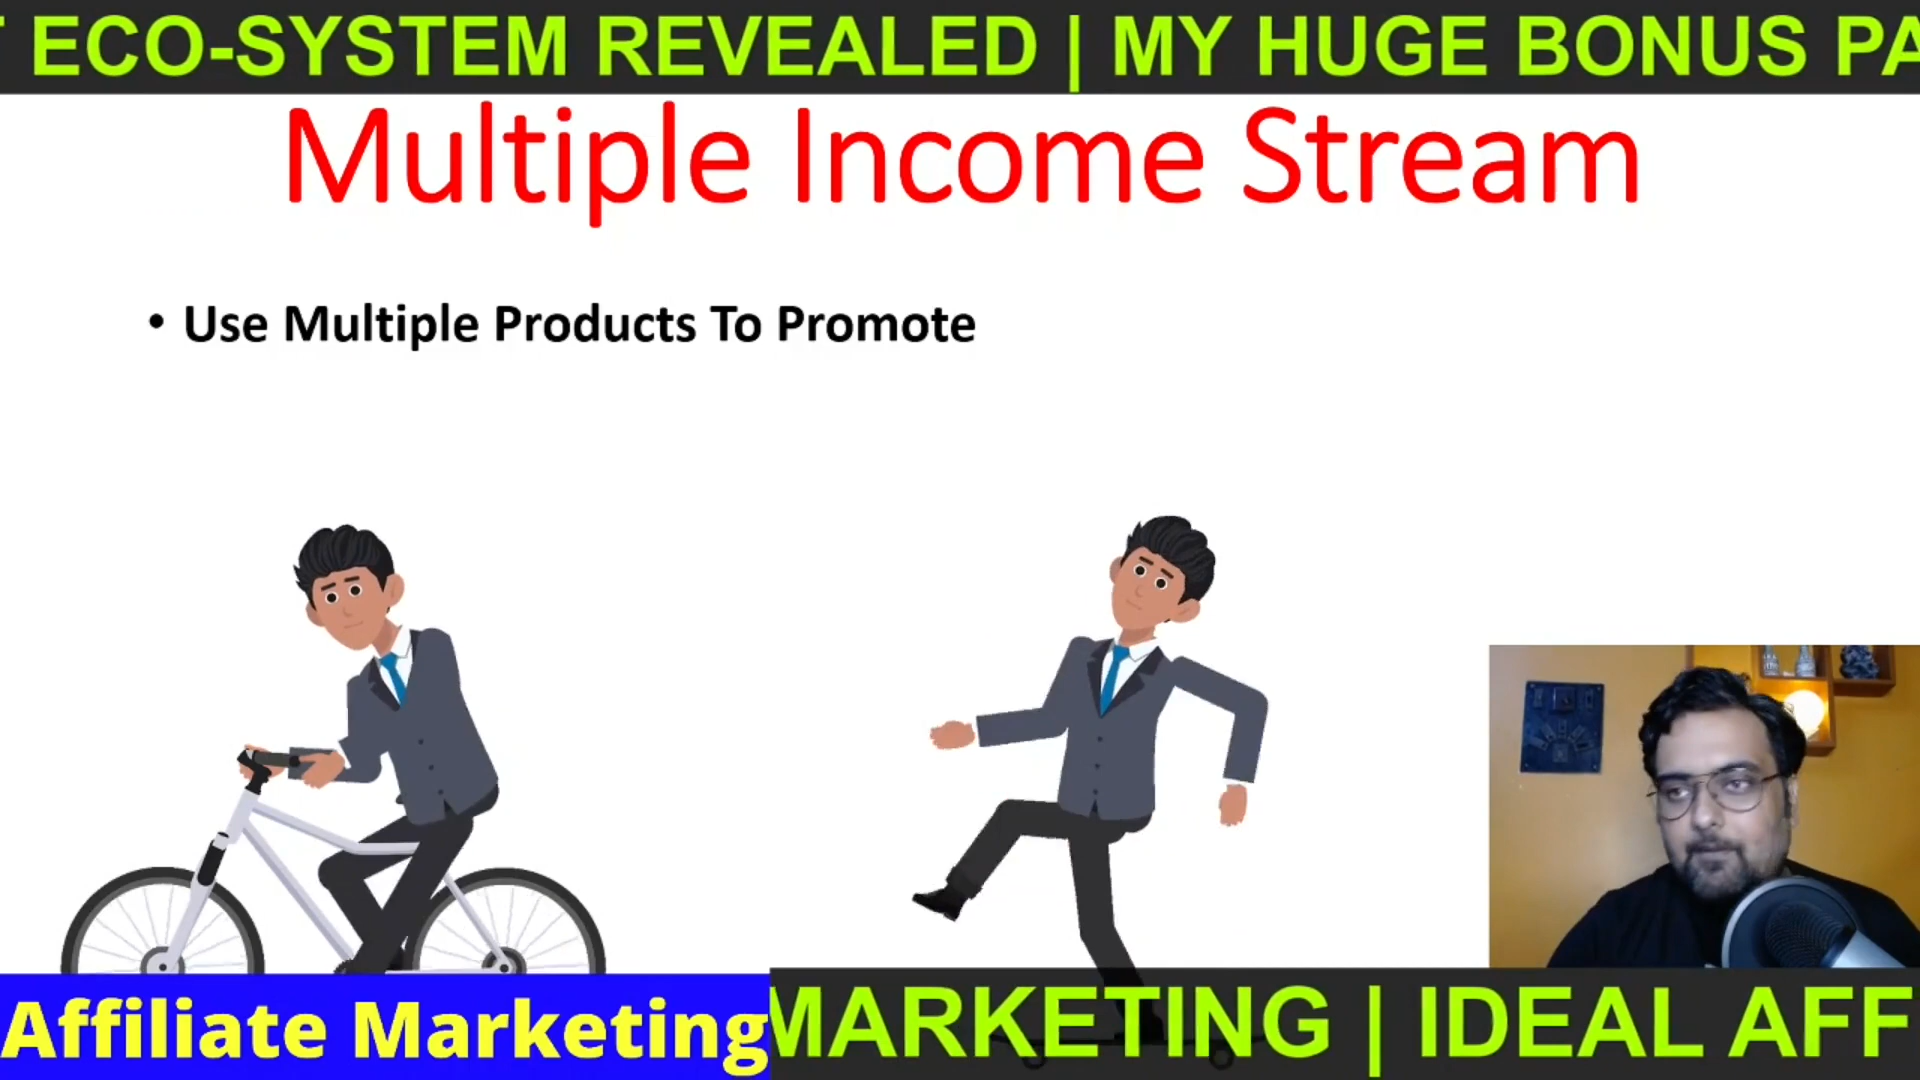 ECO-SYSTEM REVEALED | MY HUGE BONUS
Multiple Income Stream
• Use Multiple Products To Promote
Affiliate Marketing
MARKETING | IDEAL AFF